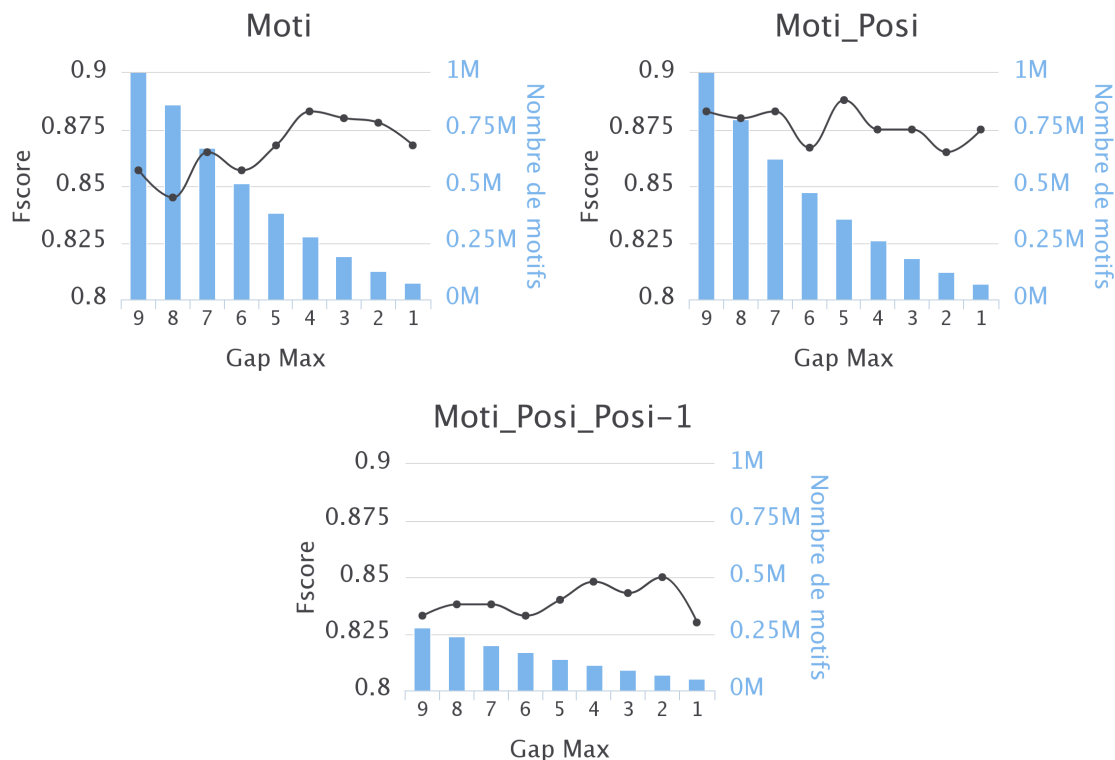 Moti
0.9
0.875
0.85
0.825
0.8
Fscore
1M
0.75M
0.5M
0.25M
0M
Nombre de motifs
9 8 7 6 5 4 3 2 1
Gap Max
Moti_Posi
0.9
0.875
0.85
0.825
0.8
Fscore
1M
0.75M
0.5M
0.25M
0M
Nombre de motifs
9 8 7 6 5 4 3 2 1
Gap Max
Moti_Posi_Posi-1
0.9
0.875
0.85
0.825
0.8
Fscore
1M
0.75M
0.5M
0.25M
0M
Nombre de motifs
9 8 7 6 5 4 3 2 1
Gap Max